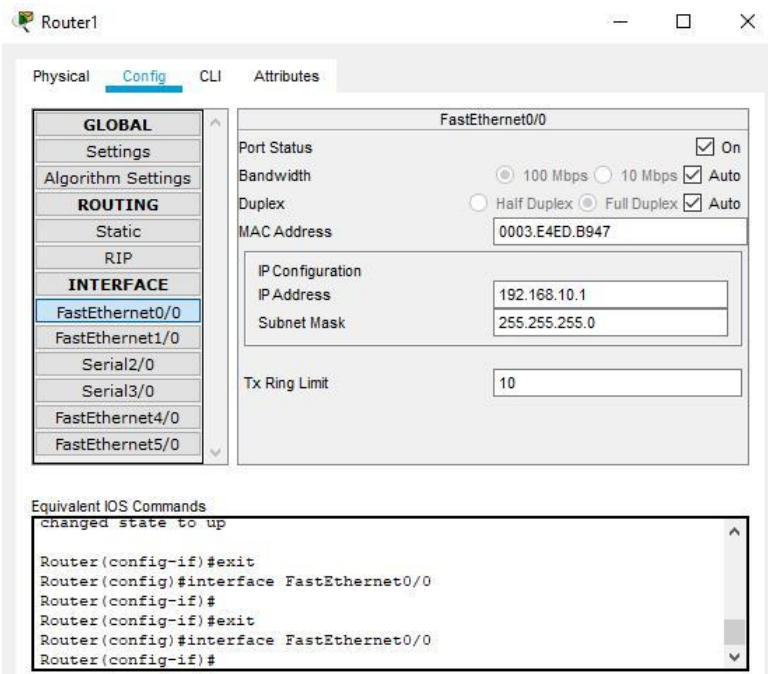 Router1
Physical Config CLI Attributes
GLOBAL
Settings
Algorithm Settings
ROUTING
Static
RIP
INTERFACE
FastEthernet0/0
FastEthernet1/0
Serial2/0
Serial3/0
FastEthernet4/0
FastEthernet5/0
FastEthernet0/0
Port Status On
Bandwidth 100 Mbps 10 Mbps Auto
Duplex Half Duplex Full Duplex Auto
MAC Address 0003.E4ED.B947
IP Configuration
IP Address 192.168.10.1
Subnet Mask 255.255.255.0
Tx Ring Limit 10
Equivalent IOS Commands
changed state to up
Router(config-if)#exit
Router(config)#interface FastEthernet0/0
Router(config-if)#
Router(config-if)#exit
Router(config)#interface FastEthernet0/0
Router(config-if)#